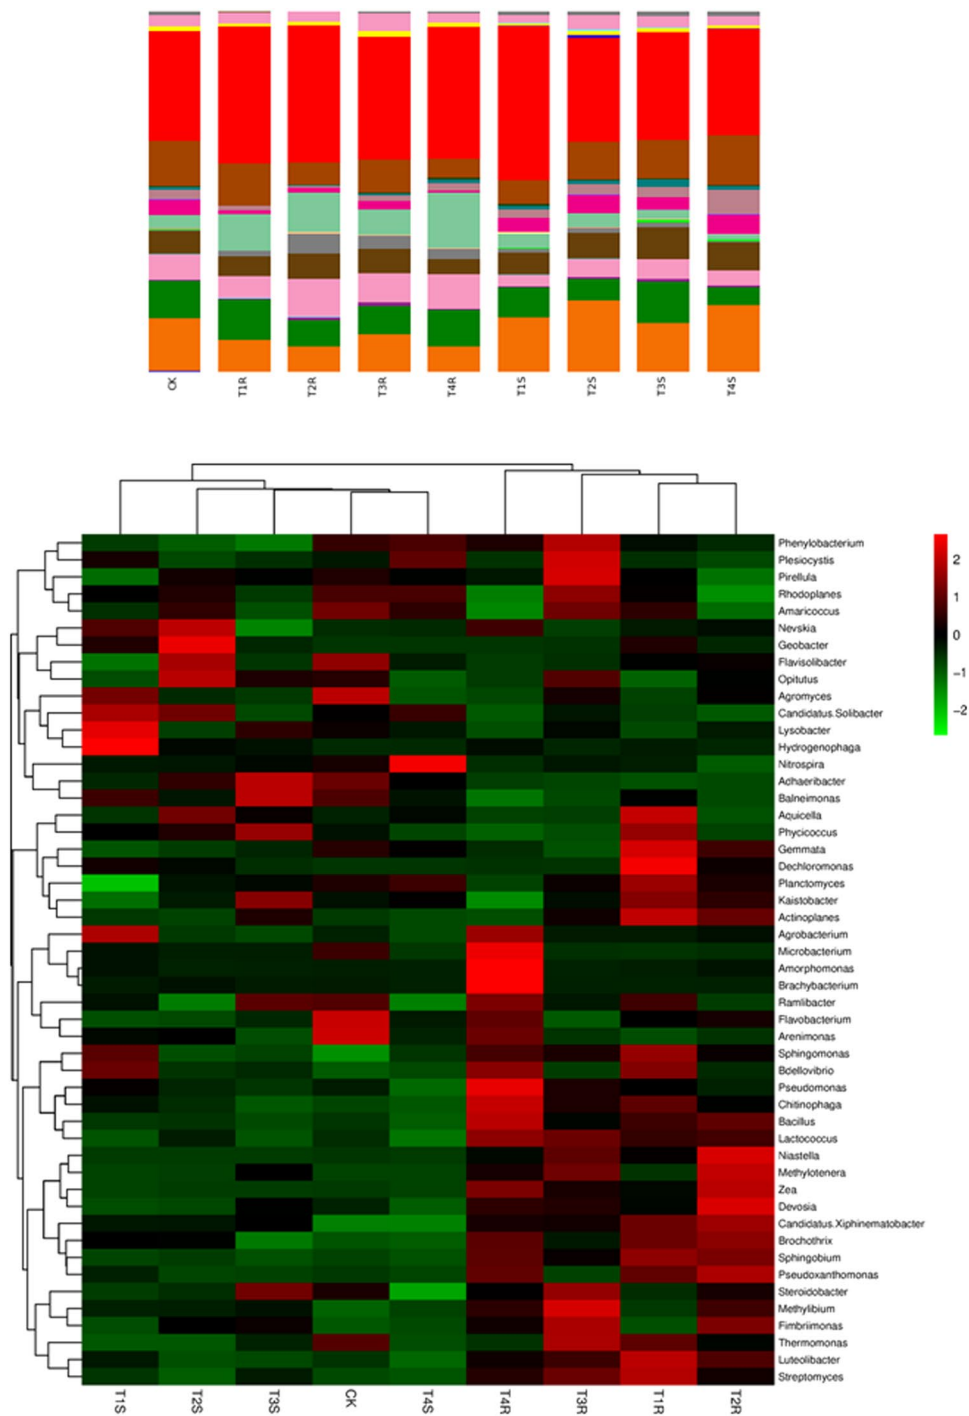 CK
T1R
T2R
T3R
T4R
T1S
T2S
T3S
T4S
Phenylobacterium
Plesiocystis
Pirellula
Rhodoplanes
Amaricoccus
Nevskia
Geobacter
Flavisolibacter
Opitutus
Agromyces
Candidatus.Solibacter
Lysobacter
Hydrogenophaga
Nitrospira
Adhaeribacter
Balneimonas
Aquicella
Phycicoccus
Gemmata
Dechloromonas
Planctomyces
Kaistobacter
Actinoplanes
Agrobacterium
Microbacterium
Amorphomonas
Brachybacterium
Ramlibacter
Flavobacterium
Arenimonas
Sphingomonas
Bdellovibrio
Pseudomonas
Chitinophaga
Bacillus
Lactococcus
Niastella
Methylotenera
Zea
Devosia
Candidatus.Xiphinematobacter
Brochothrix
Sphingobium
Pseudoxanthomonas
Steroidobacter
Methylibium
Fimbriimonas
Thermomonas
Luteolibacter
Streptomyces
2
1
0
−1
−2
T1S
T2S
T3S
CK
T4S
T4R
T3R
T1R
T2R